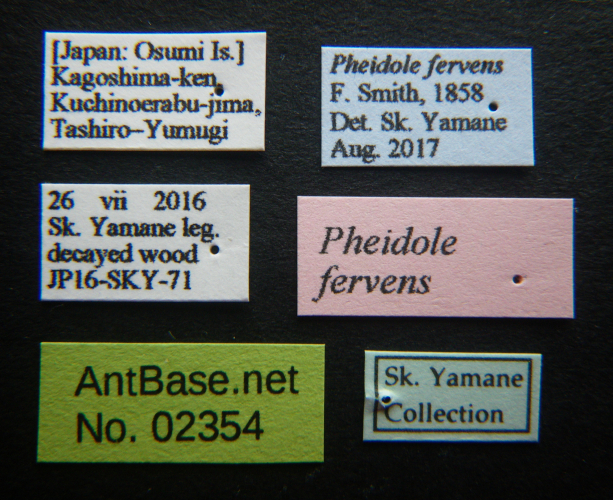 [Japan: Osumi Is.]
Kagoshima-ken,
Kuchinoerabu-jima,
Tashiro--Yumugi
Pheidole fervens
F. Smith, 1858
Det. Sk. Yamane
Aug. 2017
26 vii 2016
Sk. Yamane leg.
decayed wood
JP16-SKY-71
Pheidole
fervens
AntBase.net
No. 02354
Sk. Yamane
Collection